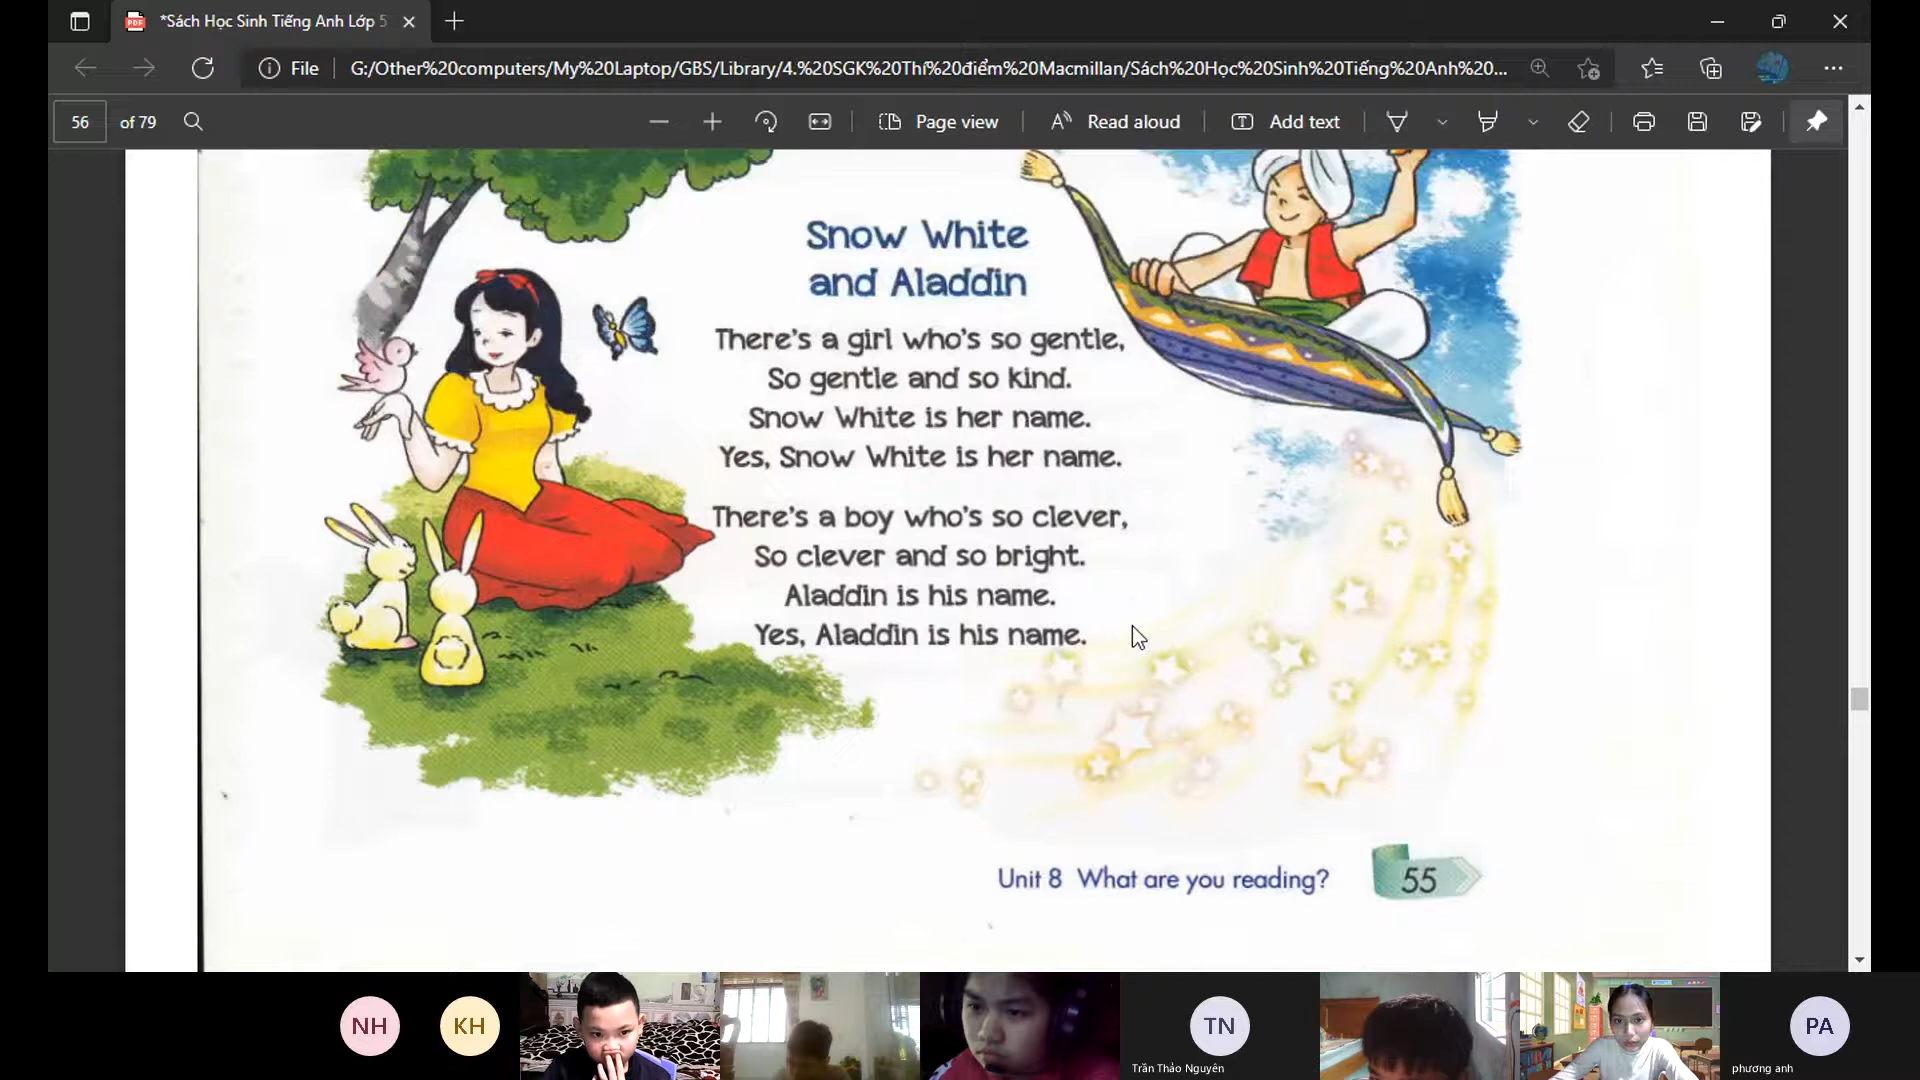 *Sách Học Sinh Tiếng Anh Lớp 5
File
G:/Other%20computers/My%20Laptop/GBS/Library/4.%20SGK%20Thí%20điểm%20Macmillan/Sách%20Học%20Sinh%20Tiếng%20Anh%20...
56 of 79
Page view
Read aloud
Add text
Snow White
and Aladdin
There's a girl who's so gentle,
So gentle and so kind.
Snow White is her name.
Yes, Snow White is her name.
There's a boy who's so clever,
So clever and so bright.
Aladdin is his name.
Yes, Aladdin is his name.
Unit 8 What are you reading?
55
NH
KH
TN
Trần Thảo Nguyên
PA
phương anh